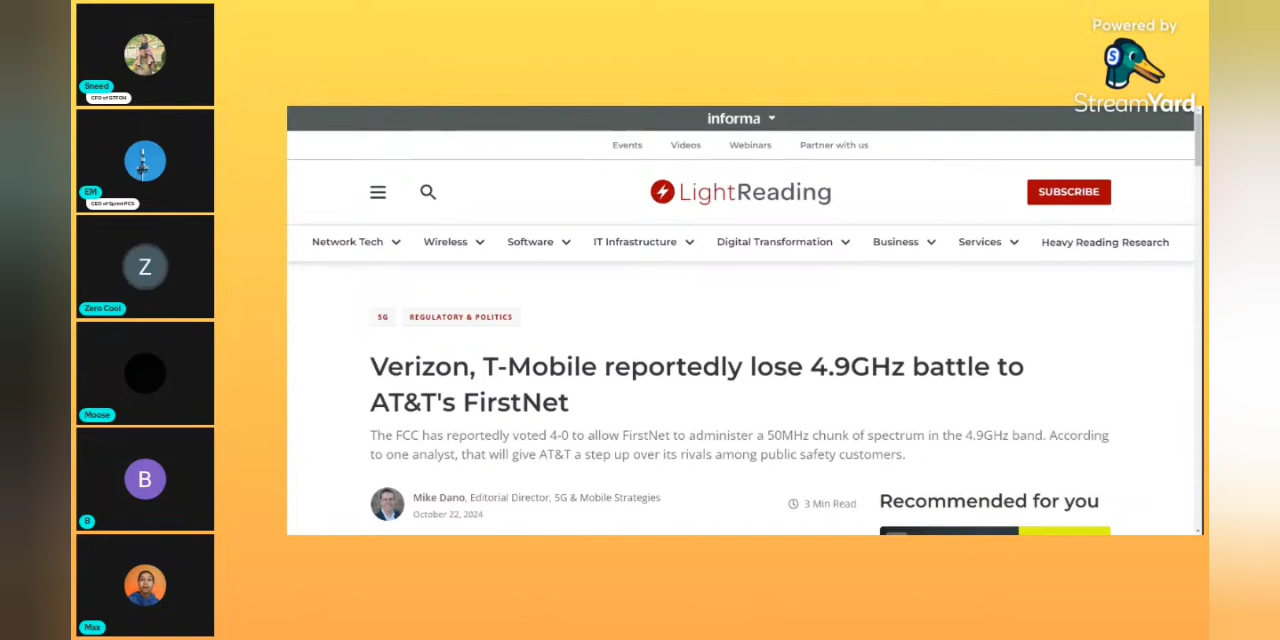 Powered by
S
StreamYard
Sneed
CFO of GTFOH
EM
CEO of Sprint PCS
Z
Zero Cool
Moose
B
B
Max
informa
Events Videos Webinars Partner with us
LightReading
SUBSCRIBE
Network Tech Wireless Software IT Infrastructure Digital Transformation Business Services Heavy Reading Research
5G REGULATORY & POLITICS
Verizon, T-Mobile reportedly lose 4.9GHz battle to
AT&T's FirstNet
The FCC has reportedly voted 4-0 to allow FirstNet to administer a 50MHz chunk of spectrum in the 4.9GHz band. According
to one analyst, that will give AT&T a step up over its rivals among public safety customers.
Mike Dano, Editorial Director, 5G & Mobile Strategies
October 22, 2024
3 Min Read
Recommended for you